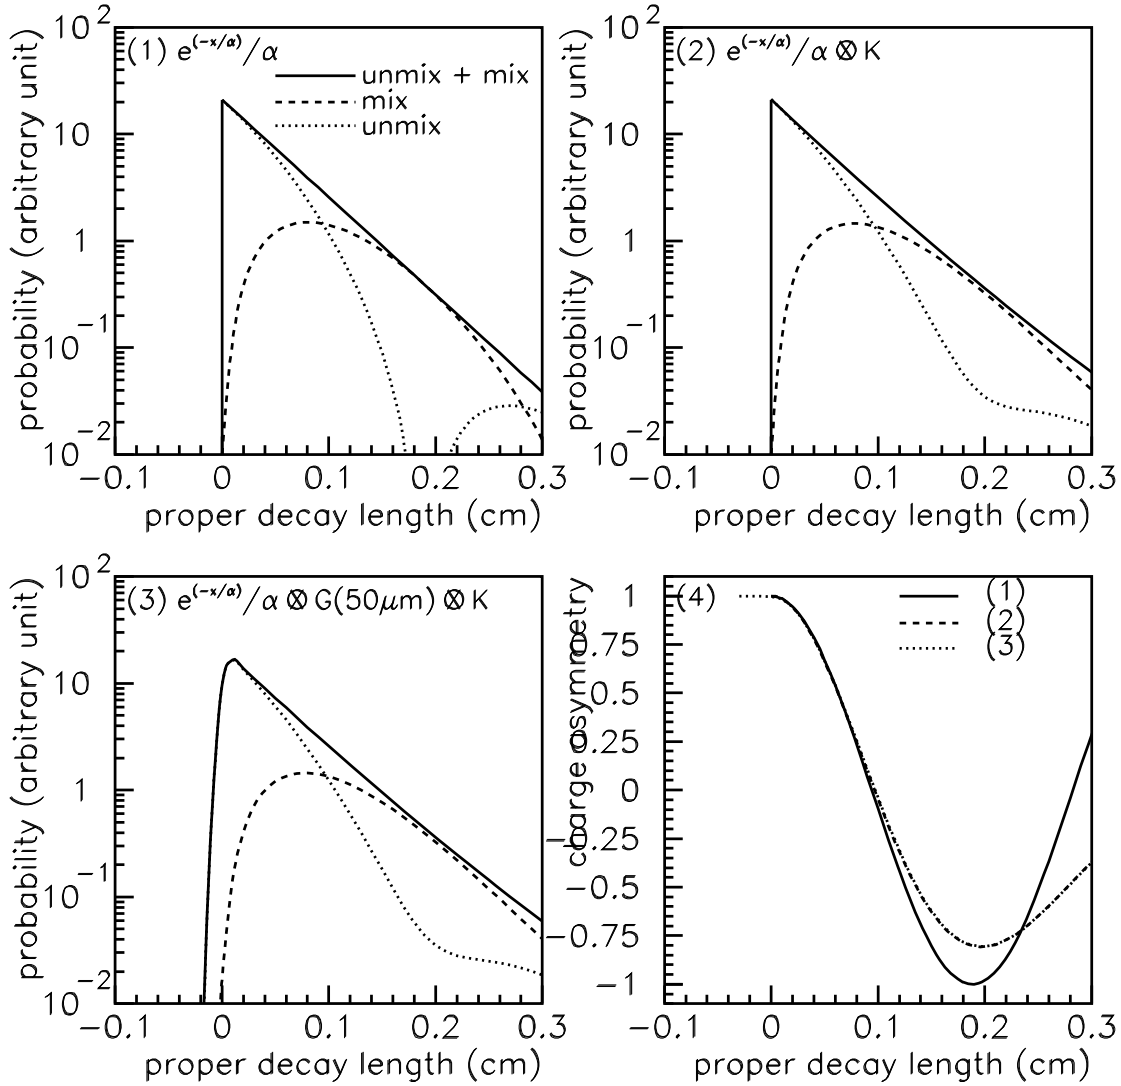 probability (arbitrary unit)
10²
10
1
10⁻¹
10⁻²
(1) e^(−x/α)/α
unmix + mix
mix
unmix
−0.1 0 0.1 0.2 0.3
proper decay length (cm)
probability (arbitrary unit)
10²
10
1
10⁻¹
10⁻²
(2) e^(−x/α)/α ⊗ K
−0.1 0 0.1 0.2 0.3
proper decay length (cm)
probability (arbitrary unit)
10²
10
1
10⁻¹
10⁻²
(3) e^(−x/α)/α ⊗ G(50μm) ⊗ K
−0.1 0 0.1 0.2 0.3
proper decay length (cm)
charge asymmetry
1
0.75
0.5
0.25
0
−0.25
−0.5
−0.75
−1
(4)
(1)
(2)
(3)
−0.1 0 0.1 0.2 0.3
proper decay length (cm)